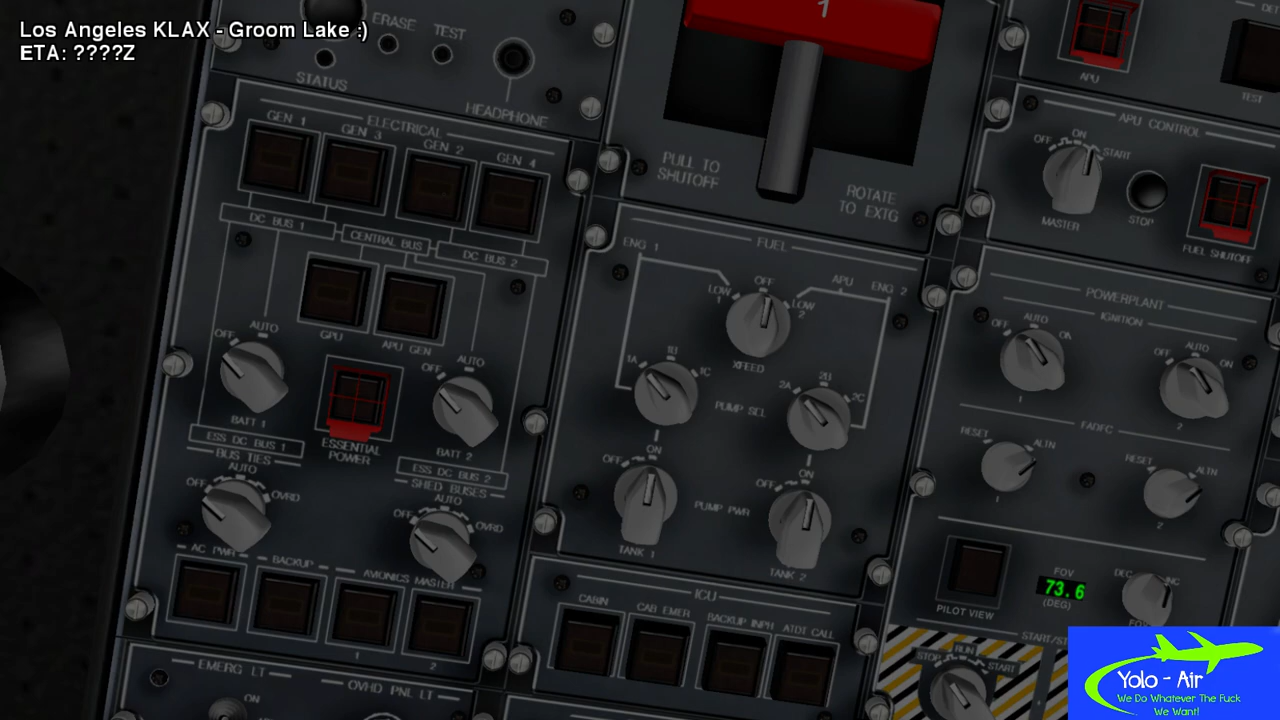 Los Angeles KLAX - Groom Lake :)
ETA: ????Z
ERASE
TEST
STATUS
HEADPHONE
1
PULL TO
SHUTOFF
ROTATE
TO EXTG
APU
TEST
APU CONTROL
OFF
ON
START
MASTER
STOP
FUEL SHUTOFF
ELECTRICAL
GEN 1
GEN 3
GEN 2
GEN 4
DC BUS 1
CENTRAL BUS
DC BUS 2
GPU
APU GEN
OFF
AUTO
BATT 1
ESSENTIAL
POWER
OFF
AUTO
BATT 2
ESS DC BUS 1
ESS DC BUS 2
BUS TIES
OFF
AUTO
OVRD
SHED BUSES
OFF
AUTO
OVRD
AC PWR
BACKUP
AVIONICS MASTER
1
2
EMERG LT
ON
OVHD PNL LT
FUEL
ENG 1
APU
ENG 2
LOW
1
OFF
LOW
2
XFEED
1A
1B
1C
PUMP SEL
2A
2B
2C
OFF
ON
PUMP PWR
OFF
ON
TANK 1
TANK 2
ICU
CABIN
CAB EMER
BACKUP INPH
ATDT CALL
POWERPLANT
IGNITION
OFF
AUTO
ON
1
OFF
AUTO
ON
2
FADEC
RESET
ALTN
1
RESET
ALTN
2
PILOT VIEW
FOV
73.6
(DEG)
DEC
INC
FOV
START/ST
STOP
RUN
START
Yolo - Air
We Do Whatever The Fuck
We Want!